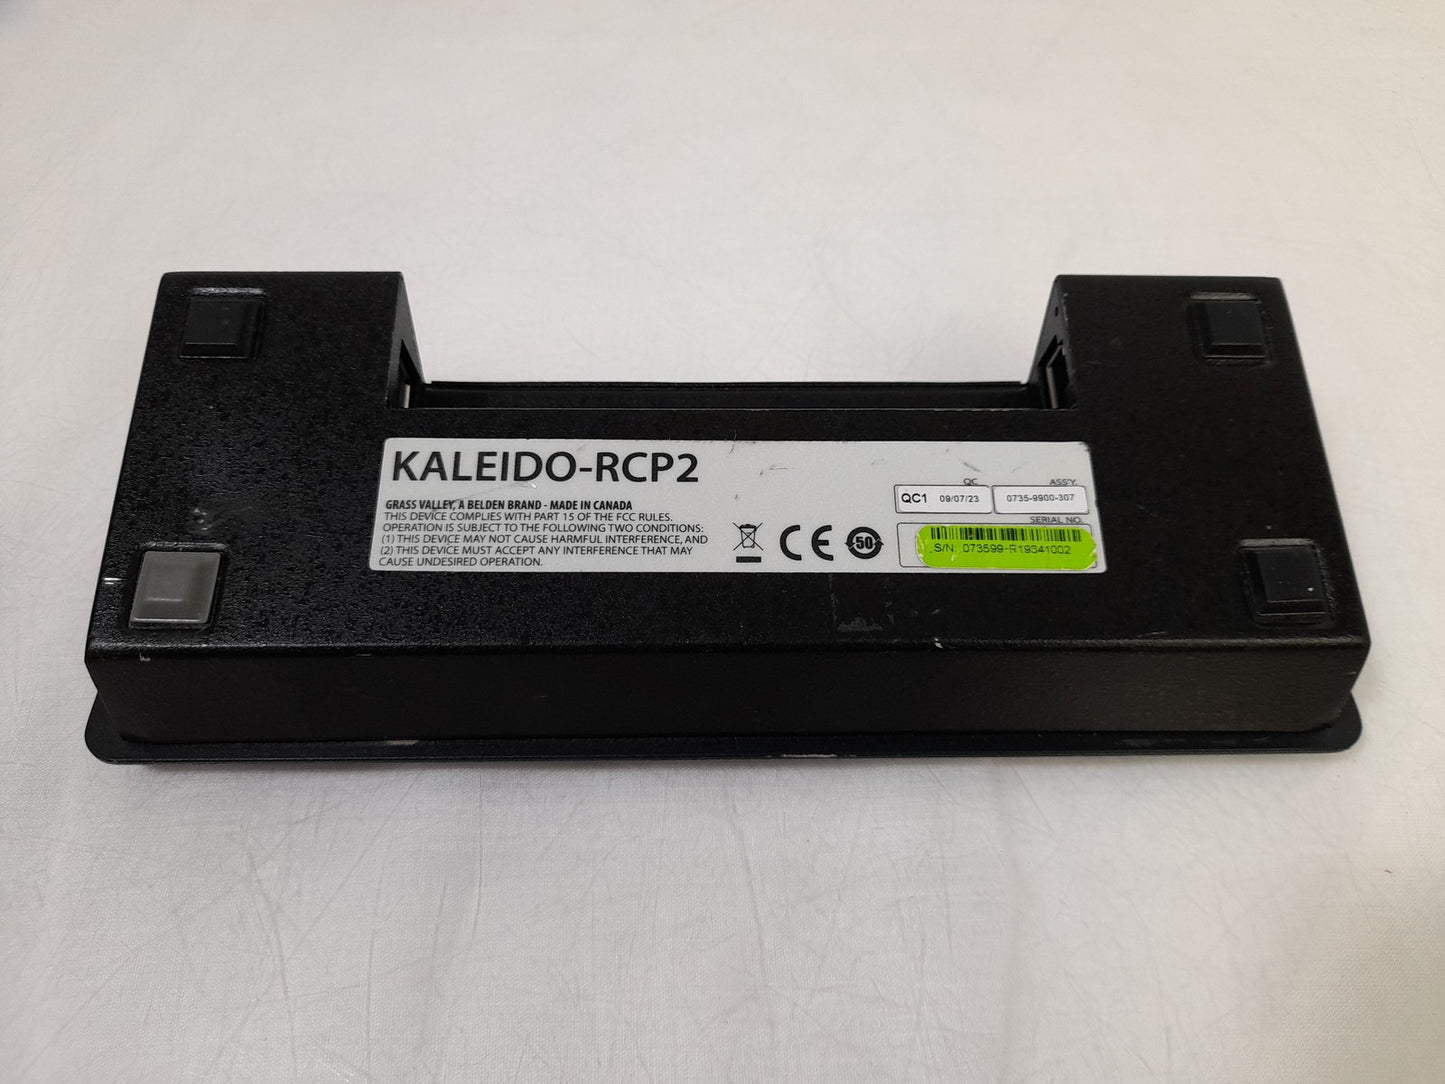 KALEIDO-RCP2
GRASS VALLEY, A BELDEN BRAND - MADE IN CANADA
THIS DEVICE COMPLIES WITH PART 15 OF THE FCC RULES.
OPERATION IS SUBJECT TO THE FOLLOWING TWO CONDITIONS:
(1) THIS DEVICE MAY NOT CAUSE HARMFUL INTERFERENCE, AND
(2) THIS DEVICE MUST ACCEPT ANY INTERFERENCE THAT MAY
CAUSE UNDESIRED OPERATION.
CE
50
QC
QC1 09/07/23
ASS'Y.
0735-9900-307
SERIAL NO.
S/N 073599-R19341002